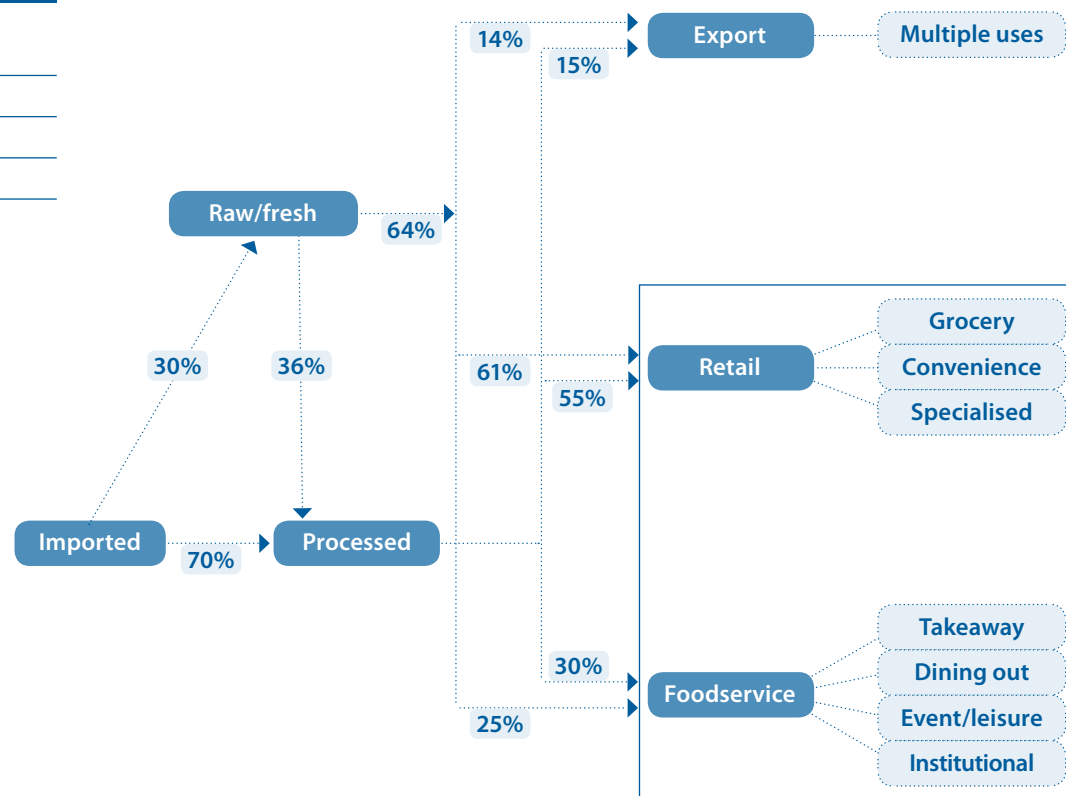 14%
Export
Multiple uses
15%
Raw/fresh
64%
Grocery
30%
36%
61%
Retail
Convenience
55%
Specialised
Imported
70%
Processed
Takeaway
30%
Dining out
Foodservice
25%
Event/leisure
Institutional